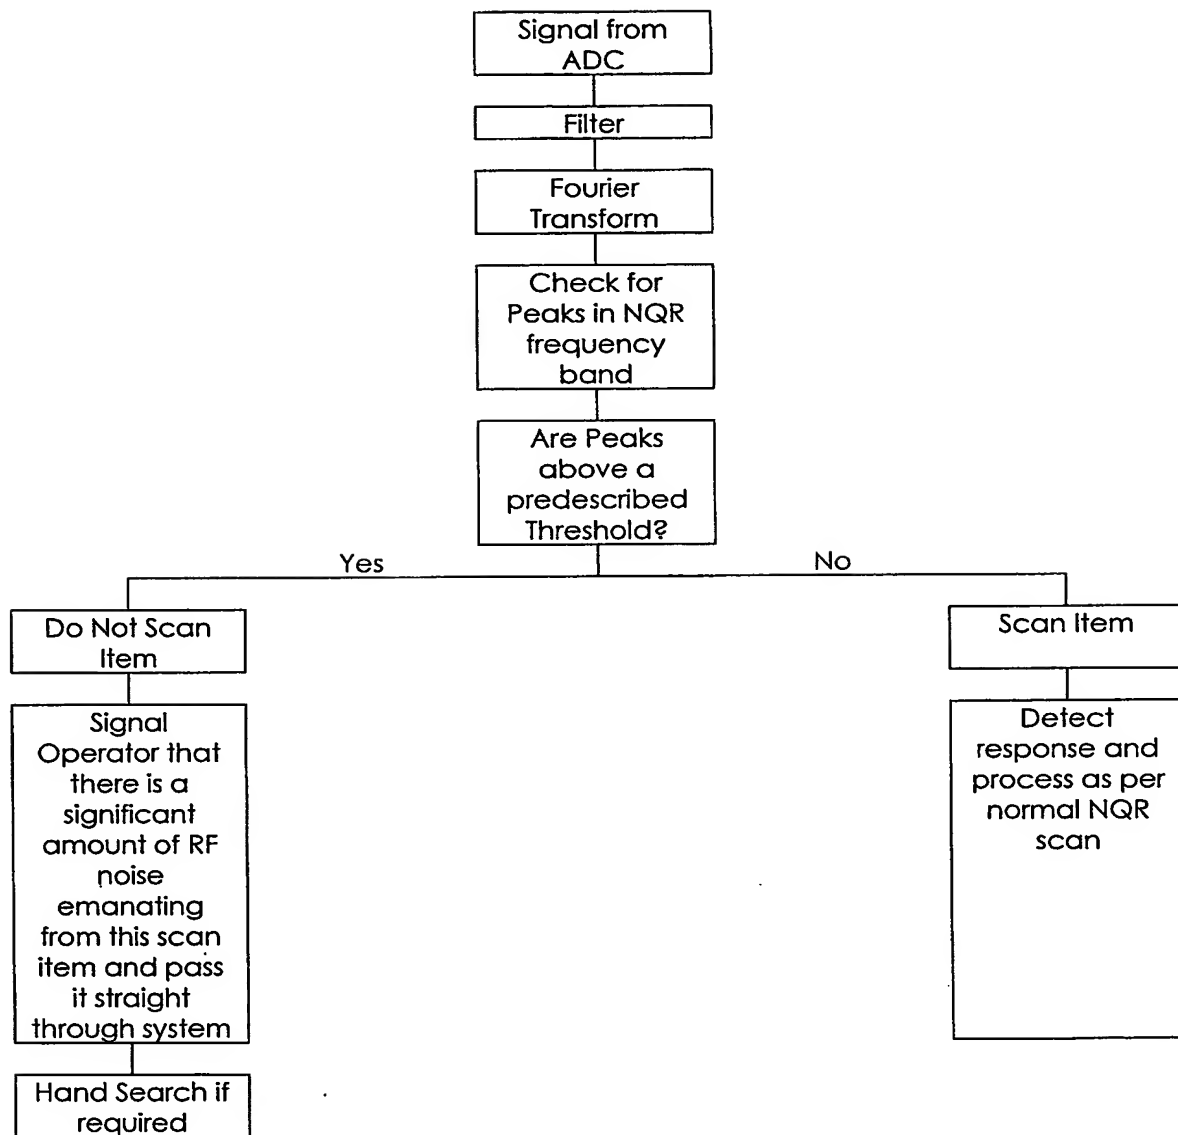 Signal from
ADC
Filter
Fourier
Transform
Check for
Peaks in NQR
frequency
band
Are Peaks
above a
predescribed
Threshold?
Yes
No
Do Not Scan
Item
Signal
Operator that
there is a
significant
amount of RF
noise
emanating
from this scan
item and pass
it straight
through system
Hand Search if
required
Scan Item
Detect
response and
process as per
normal NQR
scan